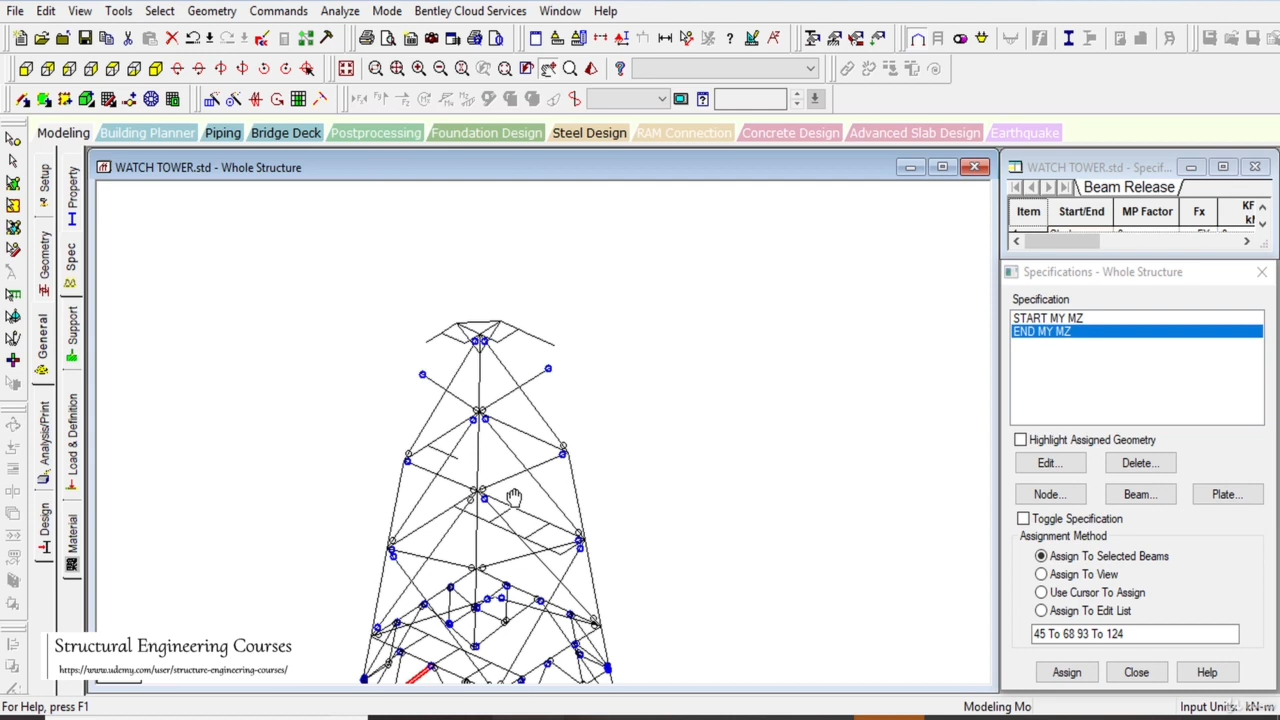 File Edit View Tools Select Geometry Commands Analyze Mode Bentley Cloud Services Window Help
Modeling Building Planner Piping Bridge Deck Postprocessing Foundation Design Steel Design RAM Connection Concrete Design Advanced Slab Design Earthquake
Setup
Geometry
General
Analysis/Print
Design
Property
Spec
Support
Load & Definition
Material
WATCH TOWER.std - Whole Structure
WATCH TOWER.std - Specif...
Beam Release
Item Start/End MP Factor Fx KF
Specifications - Whole Structure
Specification
START MY MZ
END MY MZ
Highlight Assigned Geometry
Edit... Delete...
Node... Beam... Plate...
Toggle Specification
Assignment Method
Assign To Selected Beams
Assign To View
Use Cursor To Assign
Assign To Edit List
45 To 68 93 To 124
Assign Close Help
Structural Engineering Courses
https://www.udemy.com/user/structure-engineering-courses/
For Help, press F1 Modeling Mo Input Units: kN-m